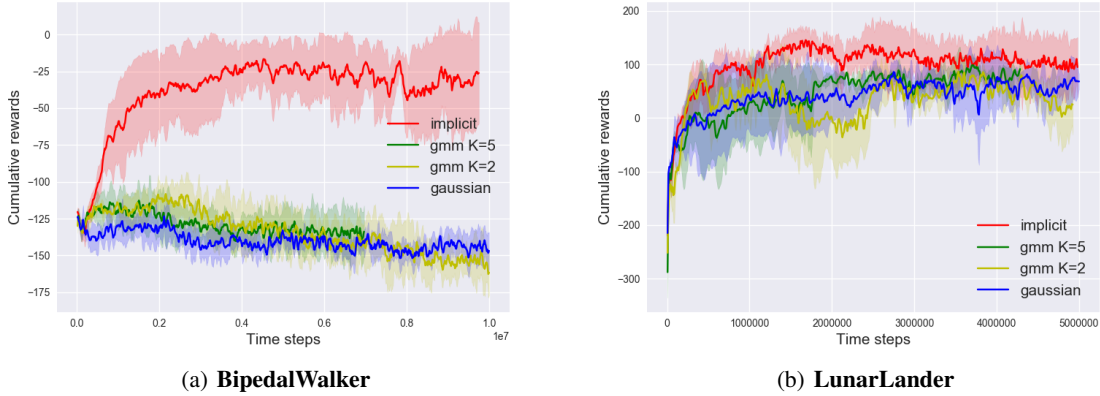 0
−25
−50
−75
−100
−125
−150
−175
Cumulative rewards
implicit
gmm K=5
gmm K=2
gaussian
0.0 0.2 0.4 0.6 0.8 1.0
1e7
Time steps
(a) BipedalWalker
200
100
0
−100
−200
−300
Cumulative rewards
implicit
gmm K=5
gmm K=2
gaussian
0 1000000 2000000 3000000 4000000 5000000
Time steps
(b) LunarLander